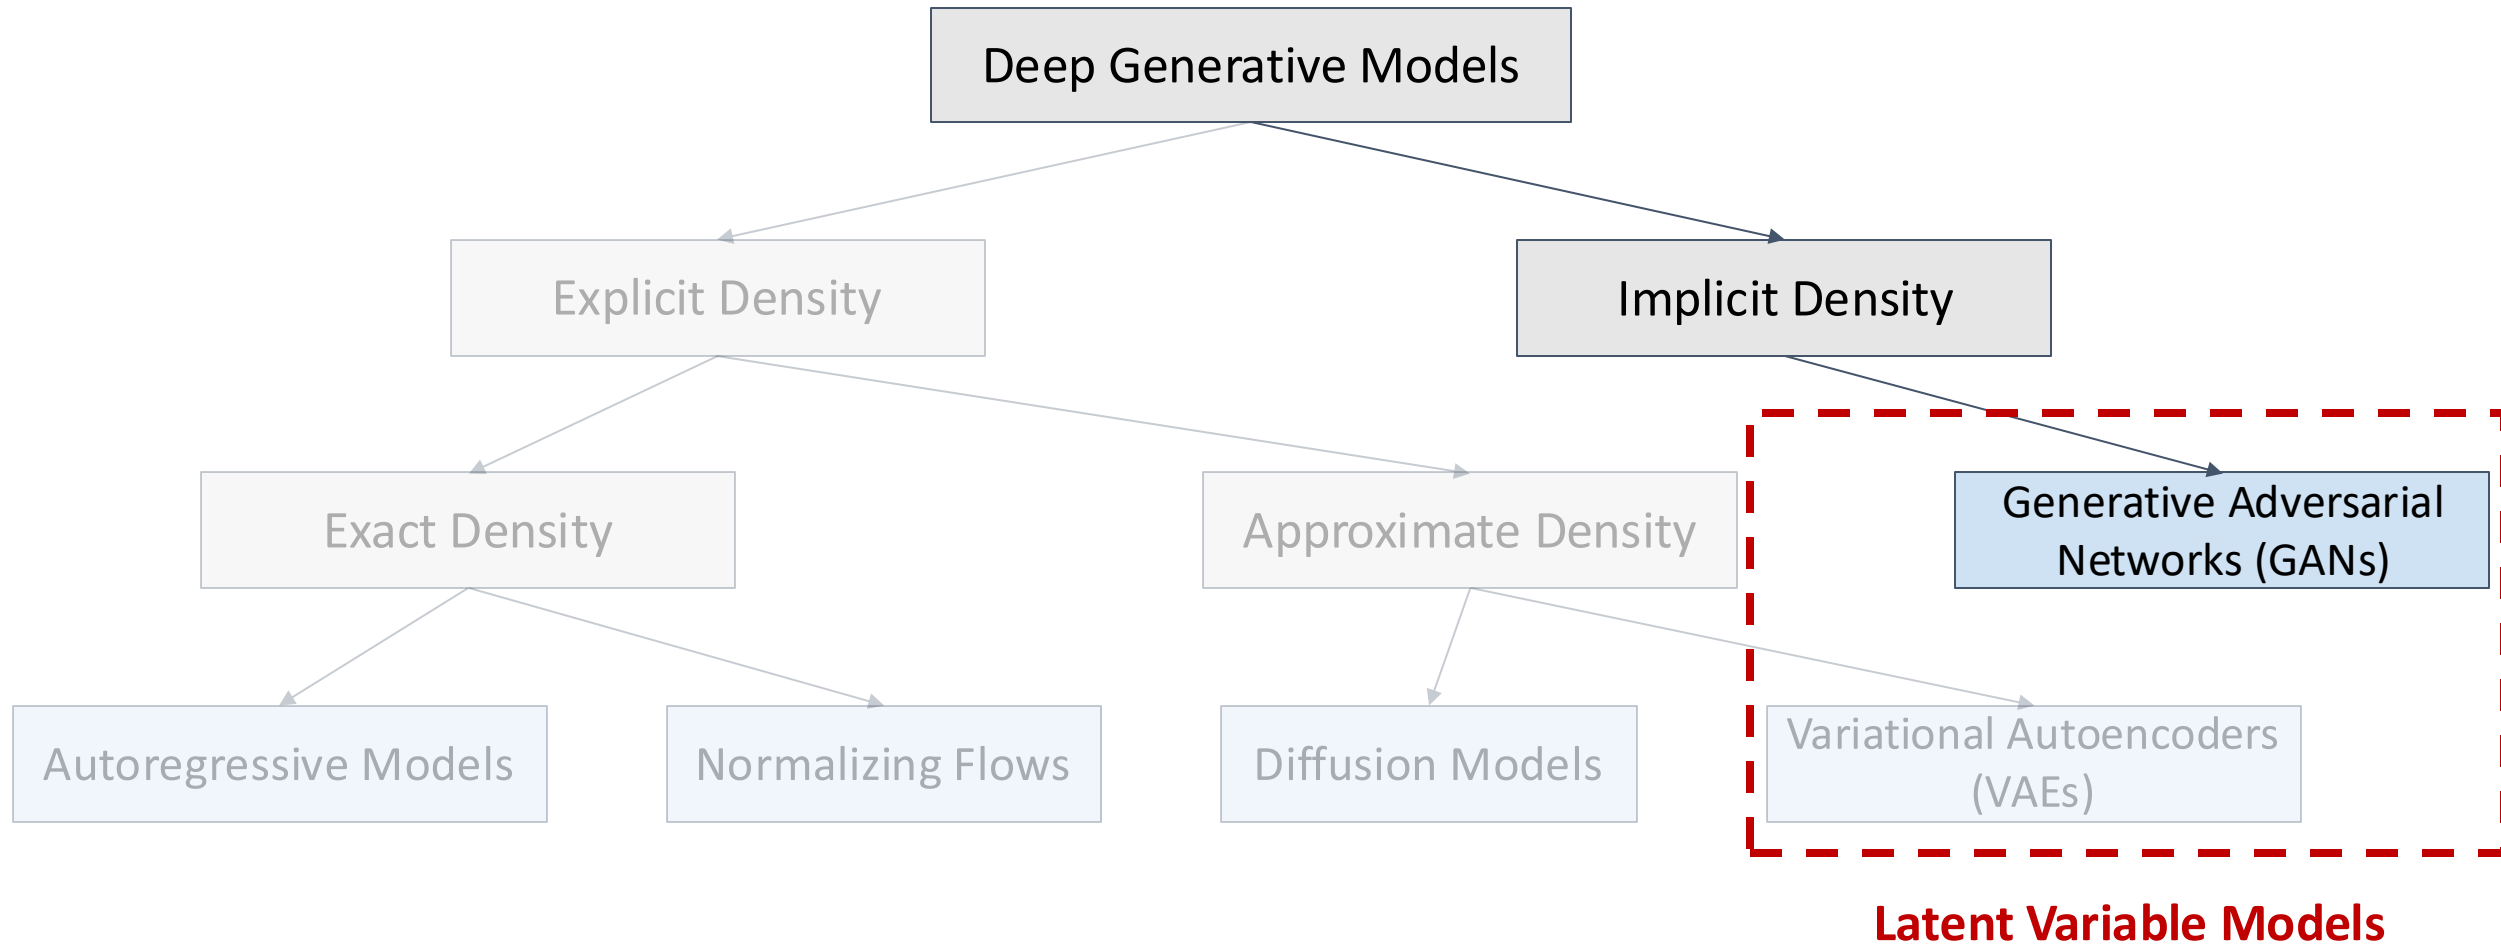 Deep Generative Models
Explicit Density
Implicit Density
Exact Density
Approximate Density
Generative Adversarial
Networks (GANs)
Autoregressive Models
Normalizing Flows
Diffusion Models
Variational Autoencoders
(VAEs)
Latent Variable Models